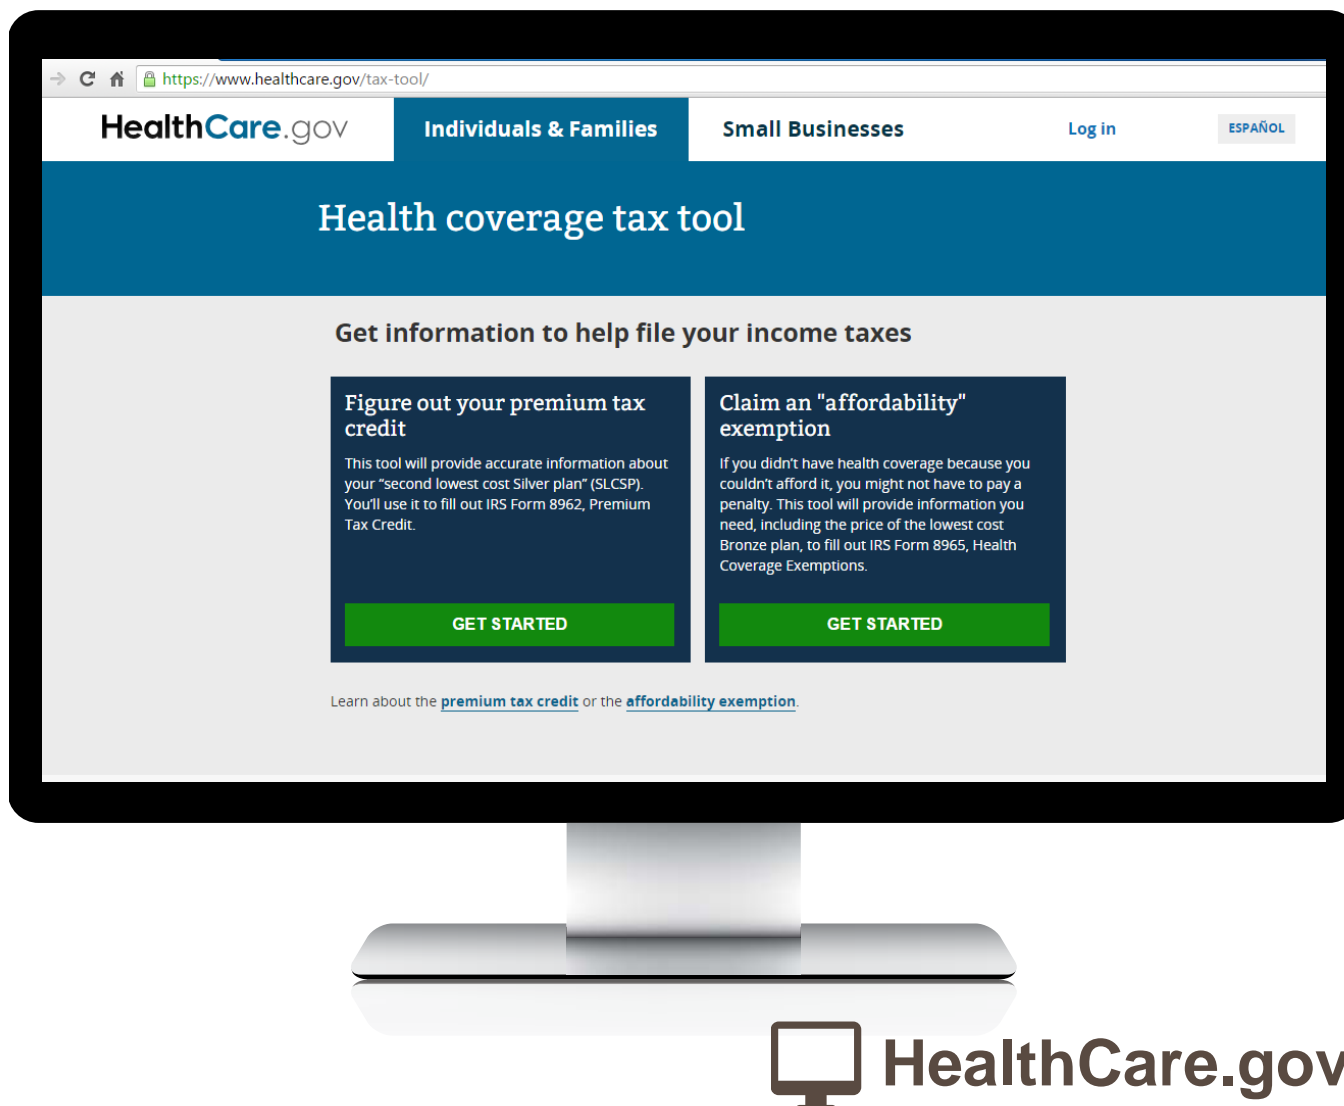 https://www.healthcare.gov/tax-tool/
HealthCare.gov Individuals & Families Small Businesses Log in ESPAÑOL
Health coverage tax tool
Get information to help file your income taxes
Figure out your premium tax
credit
This tool will provide accurate information about
your “second lowest cost Silver plan” (SLCSP).
You’ll use it to fill out IRS Form 8962, Premium
Tax Credit.
GET STARTED
Claim an "affordability"
exemption
If you didn’t have health coverage because you
couldn’t afford it, you might not have to pay a
penalty. This tool will provide information you
need, including the price of the lowest cost
Bronze plan, to fill out IRS Form 8965, Health
Coverage Exemptions.
GET STARTED
Learn about the premium tax credit or the affordability exemption.
HealthCare.gov